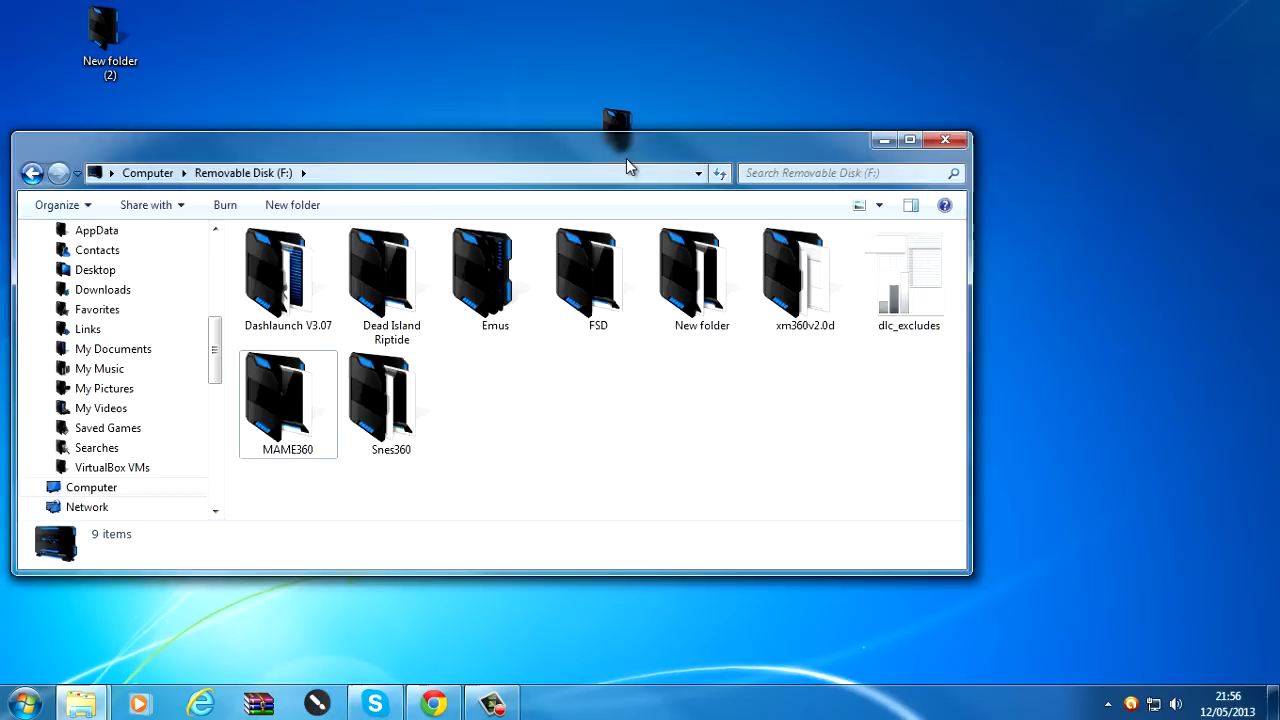 New folder
(2)
Computer
Removable Disk (F:)
Search Removable Disk (F:)
Organize
Share with
Burn
New folder
AppData
Contacts
Desktop
Downloads
Favorites
Links
My Documents
My Music
My Pictures
My Videos
Saved Games
Searches
VirtualBox VMs
Computer
Network
Dashlaunch V3.07
Dead Island
Riptide
Emus
FSD
New folder
xm360v2.0d
dlc_excludes
MAME360
Snes360
9 items
21:56
12/05/2013